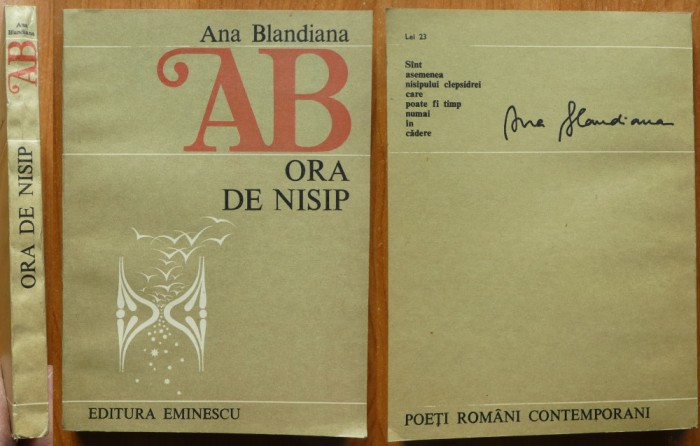 Ana
Blandiana
AB
ORA DE NISIP
Ana Blandiana
AB
ORA
DE NISIP
EDITURA EMINESCU
Lei 23
Sînt
asemenea
nisipului clepsidrei
care
poate fi timp
numai
în
cădere
Ana Blandiana
POEȚI ROMÂNI CONTEMPORANI